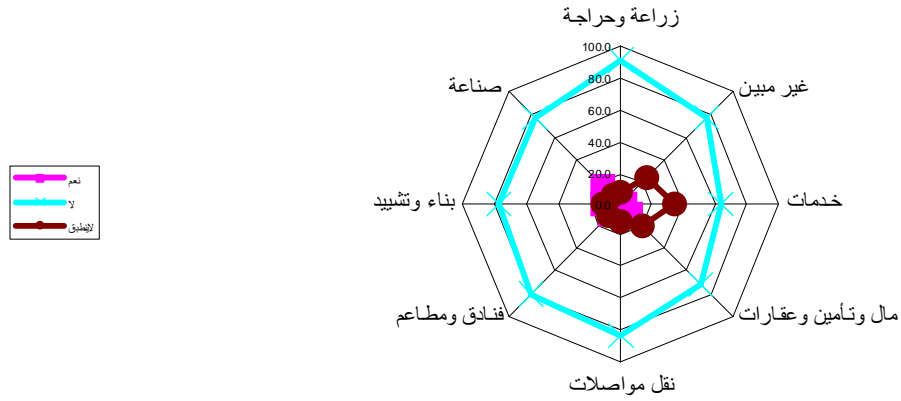 زراعة وحراجة
غير مبين
خدمات
مال وتأمين وعقارات
نقل مواصلات
فنادق ومطاعم
بناء وتشييد
صناعة
100.0
80.0
60.0
40.0
20.0
0.0
نعم
لا